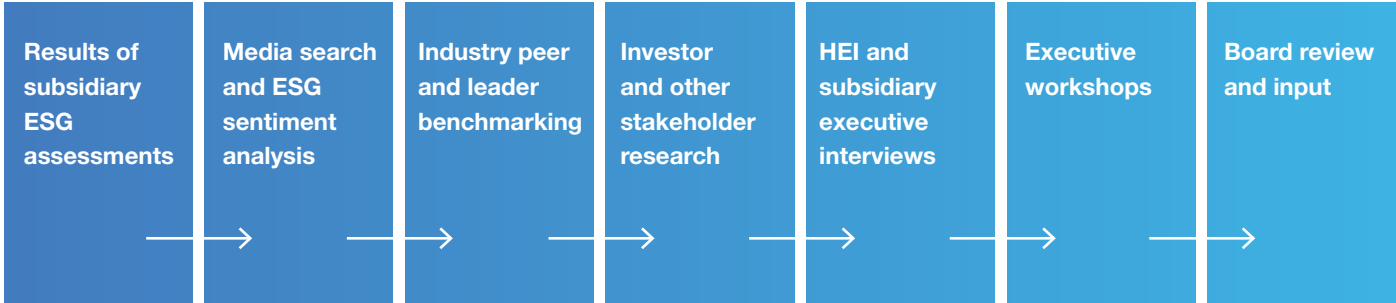 Results of
subsidiary
ESG
assessments
Media search
and ESG
sentiment
analysis
Industry peer
and leader
benchmarking
Investor
and other
stakeholder
research
HEI and
subsidiary
executive
interviews
Executive
workshops
Board review
and input